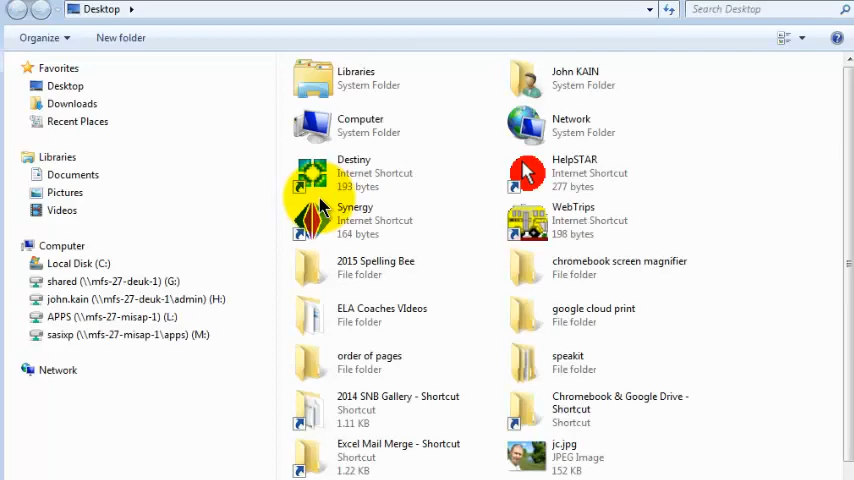 Desktop
Search Desktop
Organize
New folder
Favorites
Desktop
Downloads
Recent Places
Libraries
Documents
Pictures
Videos
Computer
Local Disk (C:)
shared (\\mfs-27-deuk-1) (G:)
john.kain (\\mfs-27-deuk-1\admin) (H:)
APPS (\\mfs-27-misap-1) (L:)
sasixp (\\mfs-27-misap-1\apps) (M:)
Network
Libraries
System Folder
John KAIN
System Folder
Computer
System Folder
Network
System Folder
Destiny
Internet Shortcut
193 bytes
HelpSTAR
Internet Shortcut
277 bytes
Synergy
Internet Shortcut
164 bytes
WebTrips
Internet Shortcut
198 bytes
2015 Spelling Bee
File folder
chromebook screen magnifier
File folder
ELA Coaches VIdeos
File folder
google cloud print
File folder
order of pages
File folder
speakit
File folder
2014 SNB Gallery - Shortcut
Shortcut
1.11 KB
Chromebook & Google Drive -
Shortcut
Shortcut
Excel Mail Merge - Shortcut
Shortcut
1.22 KB
jc.jpg
JPEG Image
152 KB